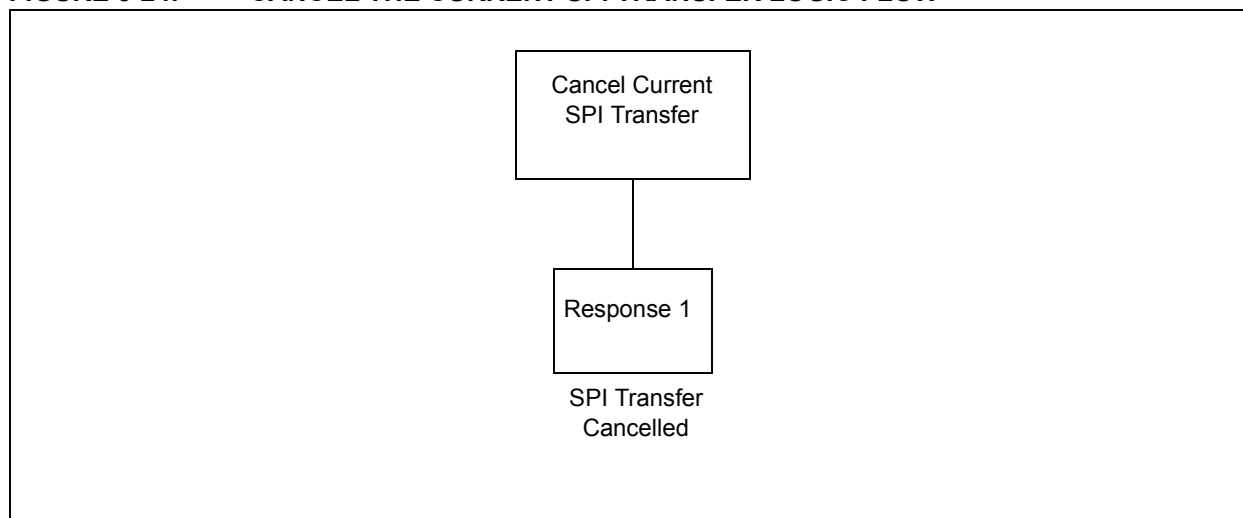 Cancel Current
SPI Transfer
Response 1
SPI Transfer
Cancelled